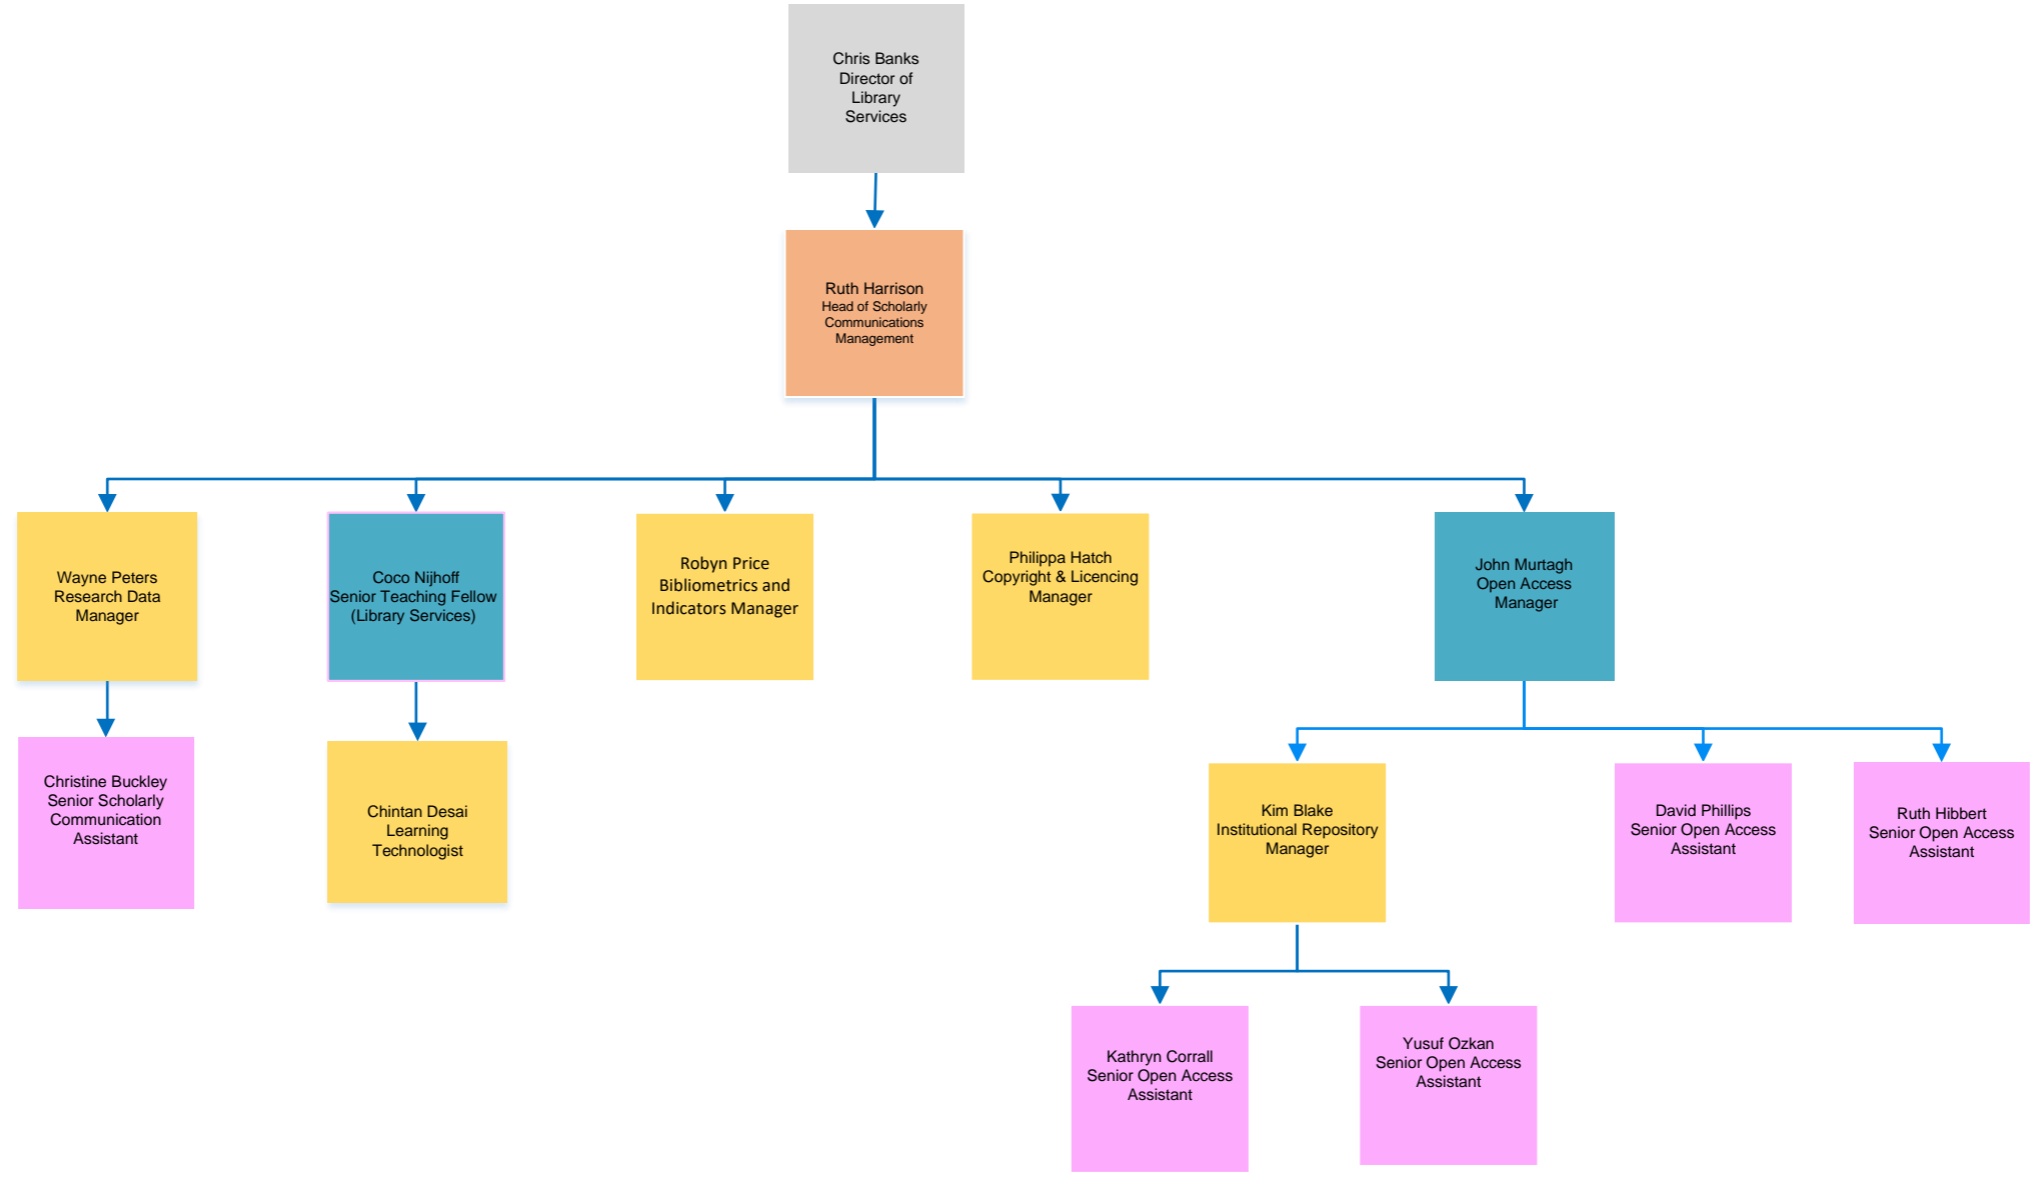 Chris Banks
Director of
Library
Services
Ruth Harrison
Head of Scholarly
Communications
Management
Wayne Peters
Research Data
Manager
Coco Nijhoff
Senior Teaching Fellow
(Library Services)
Robyn Price
Bibliometrics and
Indicators Manager
Philippa Hatch
Copyright & Licencing
Manager
John Murtagh
Open Access
Manager
Christine Buckley
Senior Scholarly
Communication
Assistant
Chintan Desai
Learning
Technologist
Kim Blake
Institutional Repository
Manager
David Phillips
Senior Open Access
Assistant
Ruth Hibbert
Senior Open Access
Assistant
Kathryn Corrall
Senior Open Access
Assistant
Yusuf Ozkan
Senior Open Access
Assistant